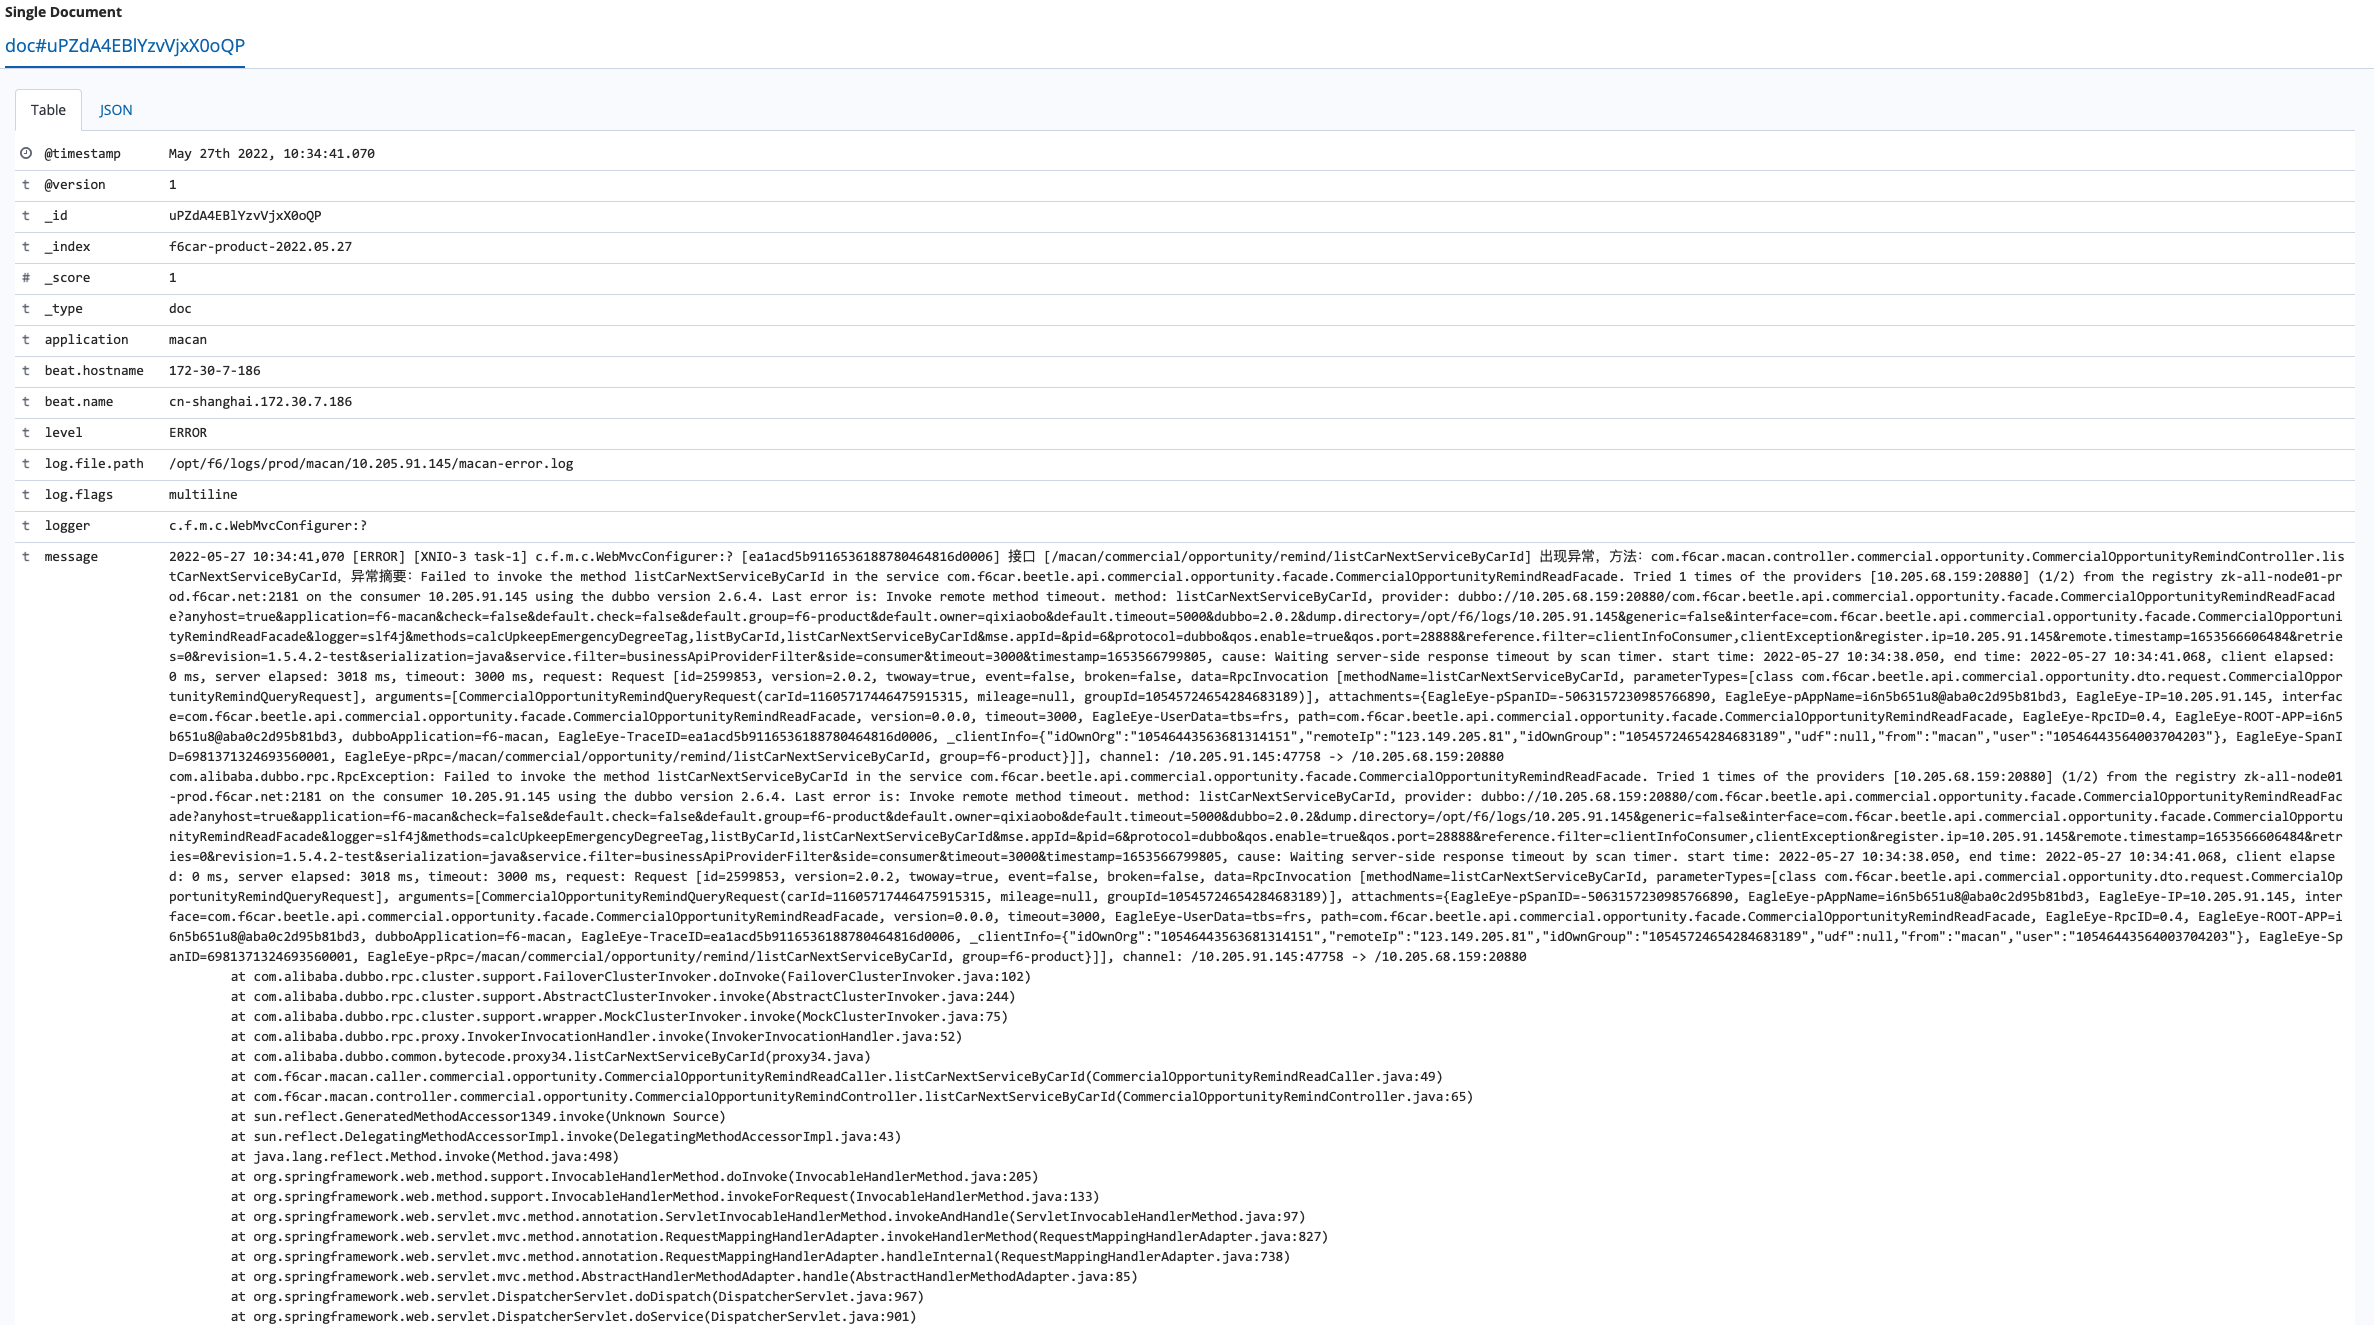 Single Document
doc#uPZdA4EBlYzvVjxX0oQP
Table JSON
@timestamp May 27th 2022, 10:34:41.070
t @version 1
t _id uPZdA4EBlYzvVjxX0oQP
t _index f6car-product-2022.05.27
# _score 1
t _type doc
t application macan
t beat.hostname 172-30-7-186
t beat.name cn-shanghai.172.30.7.186
t level ERROR
t log.file.path /opt/f6/logs/prod/macan/10.205.91.145/macan-error.log
t log.flags multiline
t logger c.f.m.c.WebMvcConfigurer:?
t message 2022-05-27 10:34:41,070 [ERROR] [XNIO-3 task-1] c.f.m.c.WebMvcConfigurer:? [ea1acd5b9116536188780464816d0006] 接口 [/macan/commercial/opportunity/remind/listCarNextServiceByCarId] 出现异常, 方法: com.f6car.macan.controller.commercial.opportunity.CommercialOpportunityRemindController.lis
tCarNextServiceByCarId, 异常摘要: Failed to invoke the method listCarNextServiceByCarId in the service com.f6car.beetle.api.commercial.opportunity.facade.CommercialOpportunityRemindReadFacade. Tried 1 times of the providers [10.205.68.159:20880] (1/2) from the registry zk-all-node01-pr
od.f6car.net:2181 on the consumer 10.205.91.145 using the dubbo version 2.6.4. Last error is: Invoke remote method timeout. method: listCarNextServiceByCarId, provider: dubbo://10.205.68.159:20880/com.f6car.beetle.api.commercial.opportunity.facade.CommercialOpportunityRemindReadFacad
e?anyhost=true&application=f6-macan&check=false&default.check=false&default.group=f6-product&default.owner=qixiaobo&default.timeout=5000&dubbo=2.0.2&dump.directory=/opt/f6/logs/10.205.91.145&generic=false&interface=com.f6car.beetle.api.commercial.opportunity.facade.CommercialOpportuni
tyRemindReadFacade&logger=slf4j&methods=calcUpkeepEmergencyDegreeTag,listByCarId,listCarNextServiceByCarId&mse.appId=&pid=6&protocol=dubbo&qos.enable=true&qos.port=28888&reference.filter=clientInfoConsumer,clientException&register.ip=10.205.91.145&remote.timestamp=1653566606484&retrie
s=0&revision=1.5.4.2-test&serialization=java&service.filter=businessApiProviderFilter&side=consumer&timeout=3000&timestamp=1653566799805, cause: Waiting server-side response timeout by scan timer. start time: 2022-05-27 10:34:38.050, end time: 2022-05-27 10:34:41.068, client elapsed:
0 ms, server elapsed: 3018 ms, timeout: 3000 ms, request: Request [id=2599853, version=2.0.2, twoway=true, event=false, broken=false, data=RpcInvocation [methodName=listCarNextServiceByCarId, parameterTypes=[class com.f6car.beetle.api.commercial.opportunity.dto.request.CommercialOppor
tunityRemindQueryRequest], arguments=[CommercialOpportunityRemindQueryRequest(carId=11605717446475915315, mileage=null, groupId=10545724654284683189)], attachments={EagleEye-pSpanID=-5063157230985766890, EagleEye-pAppName=i6n5b651u8@aba0c2d95b81bd3, EagleEye-IP=10.205.91.145, interfac
e=com.f6car.beetle.api.commercial.opportunity.facade.CommercialOpportunityRemindReadFacade, version=0.0.0, timeout=3000, EagleEye-UserData=tbs=frs, path=com.f6car.beetle.api.commercial.opportunity.facade.CommercialOpportunityRemindReadFacade, EagleEye-RpcID=0.4, EagleEye-ROOT-APP=i6n5
b651u8@aba0c2d95b81bd3, dubboApplication=f6-macan, EagleEye-TraceID=ea1acd5b9116536188780464816d0006, _clientInfo={"idOwnOrg":"10546443563681314151","remoteIp":"123.149.205.81","idOwnGroup":"10545724654284683189","udf":null,"from":"macan","user":"10546443564003704203"}, EagleEye-SpanI
D=6981371324693560001, EagleEye-pRpc=/macan/commercial/opportunity/remind/listCarNextServiceByCarId, group=f6-product}]], channel: /10.205.91.145:47758 -> /10.205.68.159:20880
com.alibaba.dubbo.rpc.RpcException: Failed to invoke the method listCarNextServiceByCarId in the service com.f6car.beetle.api.commercial.opportunity.facade.CommercialOpportunityRemindReadFacade. Tried 1 times of the providers [10.205.68.159:20880] (1/2) from the registry zk-all-node01
-prod.f6car.net:2181 on the consumer 10.205.91.145 using the dubbo version 2.6.4. Last error is: Invoke remote method timeout. method: listCarNextServiceByCarId, provider: dubbo://10.205.68.159:20880/com.f6car.beetle.api.commercial.opportunity.facade.CommercialOpportunityRemindReadFac
ade?anyhost=true&application=f6-macan&check=false&default.check=false&default.group=f6-product&default.owner=qixiaobo&default.timeout=5000&dubbo=2.0.2&dump.directory=/opt/f6/logs/10.205.91.145&generic=false&interface=com.f6car.beetle.api.commercial.opportunity.facade.CommercialOpportu
nityRemindReadFacade&logger=slf4j&methods=calcUpkeepEmergencyDegreeTag,listByCarId,listCarNextServiceByCarId&mse.appId=&pid=6&protocol=dubbo&qos.enable=true&qos.port=28888&reference.filter=clientInfoConsumer,clientException&register.ip=10.205.91.145&remote.timestamp=1653566606484&retr
ies=0&revision=1.5.4.2-test&serialization=java&service.filter=businessApiProviderFilter&side=consumer&timeout=3000&timestamp=1653566799805, cause: Waiting server-side response timeout by scan timer. start time: 2022-05-27 10:34:38.050, end time: 2022-05-27 10:34:41.068, client elapse
d: 0 ms, server elapsed: 3018 ms, timeout: 3000 ms, request: Request [id=2599853, version=2.0.2, twoway=true, event=false, broken=false, data=RpcInvocation [methodName=listCarNextServiceByCarId, parameterTypes=[class com.f6car.beetle.api.commercial.opportunity.dto.request.CommercialOp
portunityRemindQueryRequest], arguments=[CommercialOpportunityRemindQueryRequest(carId=11605717446475915315, mileage=null, groupId=10545724654284683189)], attachments={EagleEye-pSpanID=-5063157230985766890, EagleEye-pAppName=i6n5b651u8@aba0c2d95b81bd3, EagleEye-IP=10.205.91.145, inter
face=com.f6car.beetle.api.commercial.opportunity.facade.CommercialOpportunityRemindReadFacade, version=0.0.0, timeout=3000, EagleEye-UserData=tbs=frs, path=com.f6car.beetle.api.commercial.opportunity.facade.CommercialOpportunityRemindReadFacade, EagleEye-RpcID=0.4, EagleEye-ROOT-APP=i
6n5b651u8@aba0c2d95b81bd3, dubboApplication=f6-macan, EagleEye-TraceID=ea1acd5b9116536188780464816d0006, _clientInfo={"idOwnOrg":"10546443563681314151","remoteIp":"123.149.205.81","idOwnGroup":"10545724654284683189","udf":null,"from":"macan","user":"10546443564003704203"}, EagleEye-Sp
anID=6981371324693560001, EagleEye-pRpc=/macan/commercial/opportunity/remind/listCarNextServiceByCarId, group=f6-product}]], channel: /10.205.91.145:47758 -> /10.205.68.159:20880
at com.alibaba.dubbo.rpc.cluster.support.FailoverClusterInvoker.doInvoke(FailoverClusterInvoker.java:102)
at com.alibaba.dubbo.rpc.cluster.support.AbstractClusterInvoker.invoke(AbstractClusterInvoker.java:244)
at com.alibaba.dubbo.rpc.cluster.support.wrapper.MockClusterInvoker.invoke(MockClusterInvoker.java:75)
at com.alibaba.dubbo.rpc.proxy.InvokerInvocationHandler.invoke(InvokerInvocationHandler.java:52)
at com.alibaba.dubbo.common.bytecode.proxy34.listCarNextServiceByCarId(proxy34.java)
at com.f6car.macan.caller.commercial.opportunity.CommercialOpportunityRemindReadCaller.listCarNextServiceByCarId(CommercialOpportunityRemindReadCaller.java:49)
at com.f6car.macan.controller.commercial.opportunity.CommercialOpportunityRemindController.listCarNextServiceByCarId(CommercialOpportunityRemindController.java:65)
at sun.reflect.GeneratedMethodAccessor1349.invoke(Unknown Source)
at sun.reflect.DelegatingMethodAccessorImpl.invoke(DelegatingMethodAccessorImpl.java:43)
at java.lang.reflect.Method.invoke(Method.java:498)
at org.springframework.web.method.support.InvocableHandlerMethod.doInvoke(InvocableHandlerMethod.java:205)
at org.springframework.web.method.support.InvocableHandlerMethod.invokeForRequest(InvocableHandlerMethod.java:133)
at org.springframework.web.servlet.mvc.method.annotation.ServletInvocableHandlerMethod.invokeAndHandle(ServletInvocableHandlerMethod.java:97)
at org.springframework.web.servlet.mvc.method.annotation.RequestMappingHandlerAdapter.invokeHandlerMethod(RequestMappingHandlerAdapter.java:827)
at org.springframework.web.servlet.mvc.method.annotation.RequestMappingHandlerAdapter.handleInternal(RequestMappingHandlerAdapter.java:738)
at org.springframework.web.servlet.mvc.method.AbstractHandlerMethodAdapter.handle(AbstractHandlerMethodAdapter.java:85)
at org.springframework.web.servlet.DispatcherServlet.doDispatch(DispatcherServlet.java:967)
at org.springframework.web.servlet.DispatcherServlet.doService(DispatcherServlet.java:901)